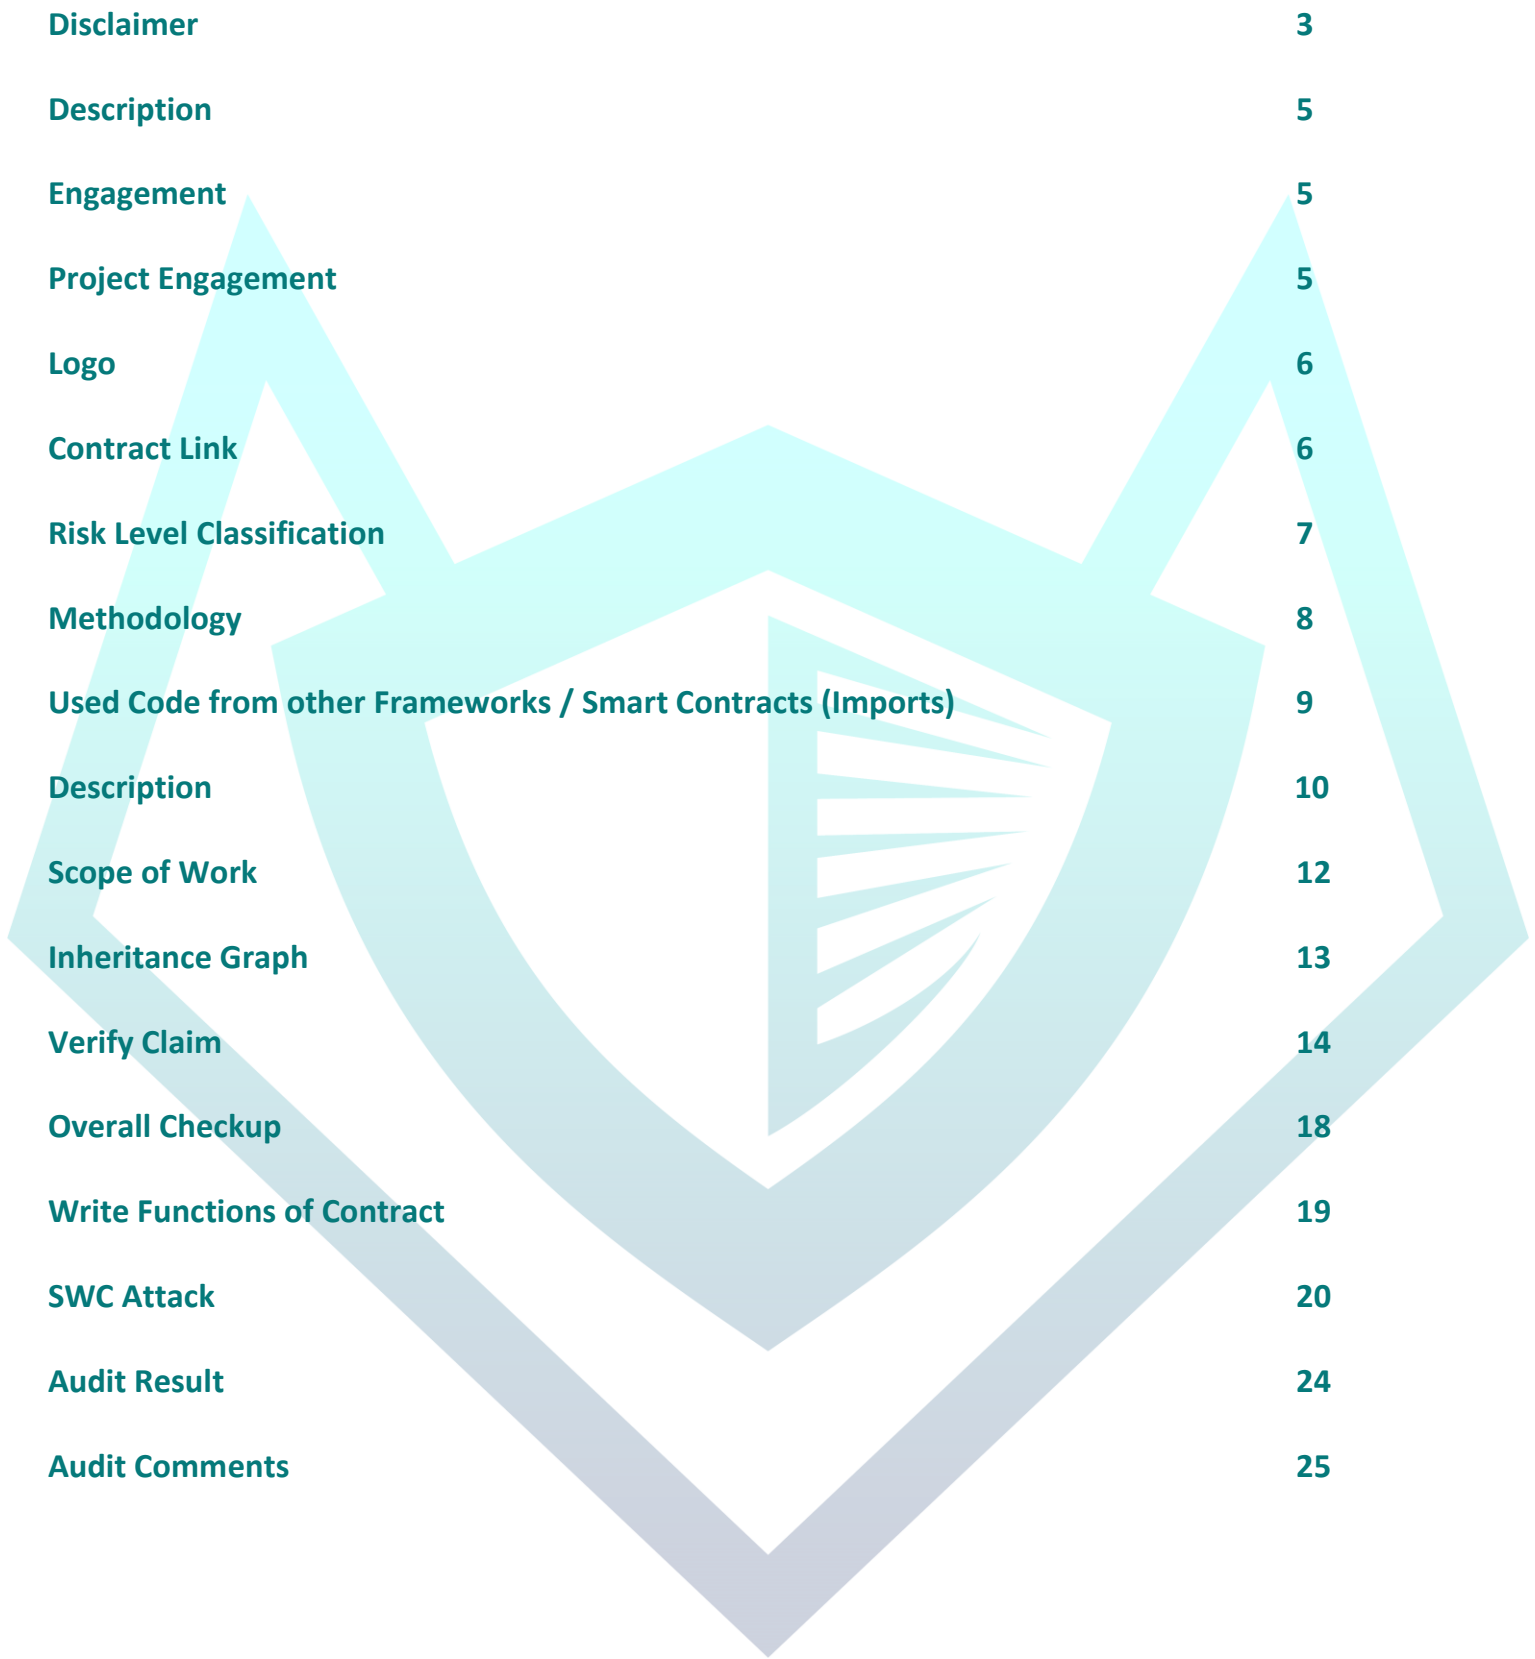 Disclaimer 3
Description 5
Engagement 5
Project Engagement 5
Logo 6
Contract Link 6
Risk Level Classification 7
Methodology 8
Used Code from other Frameworks / Smart Contracts (Imports) 9
Description 10
Scope of Work 12
Inheritance Graph 13
Verify Claim 14
Overall Checkup 18
Write Functions of Contract 19
SWC Attack 20
Audit Result 24
Audit Comments 25